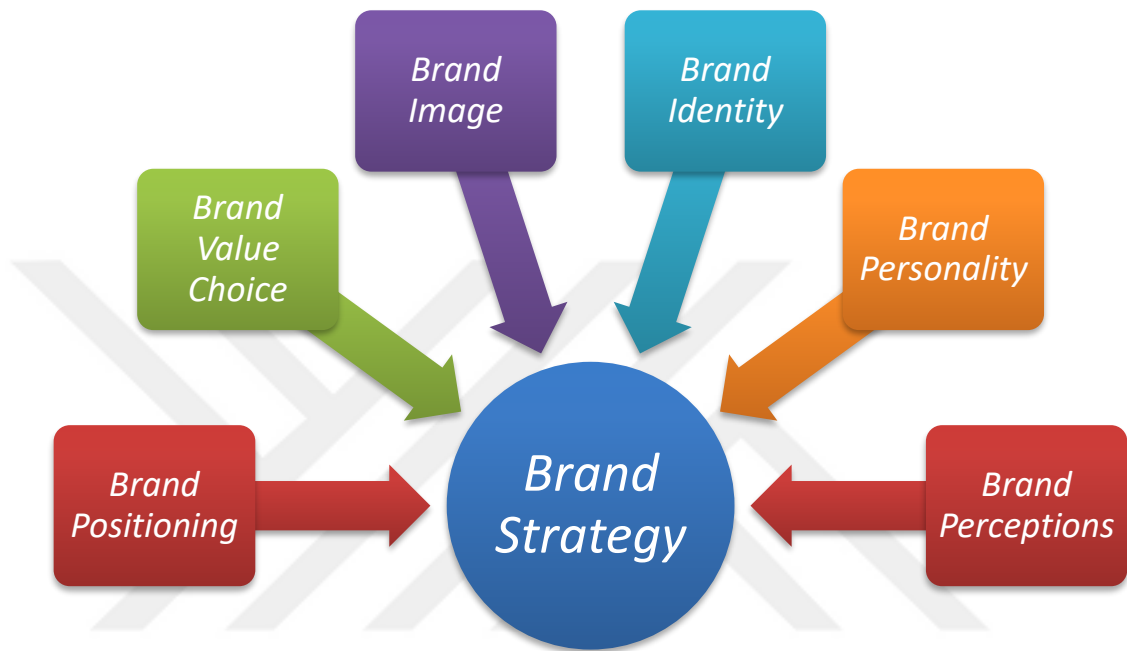 Brand
Image
Brand
Identity
Brand
Value
Choice
Brand
Personality
Brand
Positioning
Brand
Strategy
Brand
Perceptions